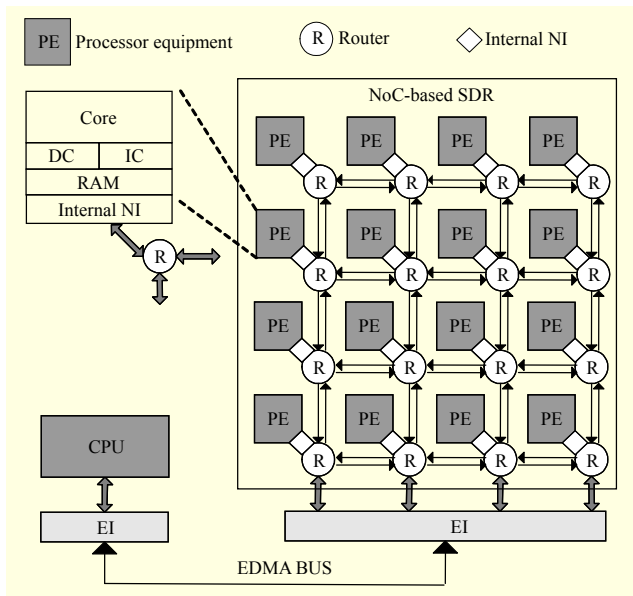 PE Processor equipment
R Router
Internal NI
NoC-based SDR
Core
DC IC
RAM
Internal NI
R
PE PE PE PE
R R R R
PE PE PE PE
R R R R
PE PE PE PE
R R R R
PE PE PE PE
R R R R
CPU
EI
EI
EDMA BUS